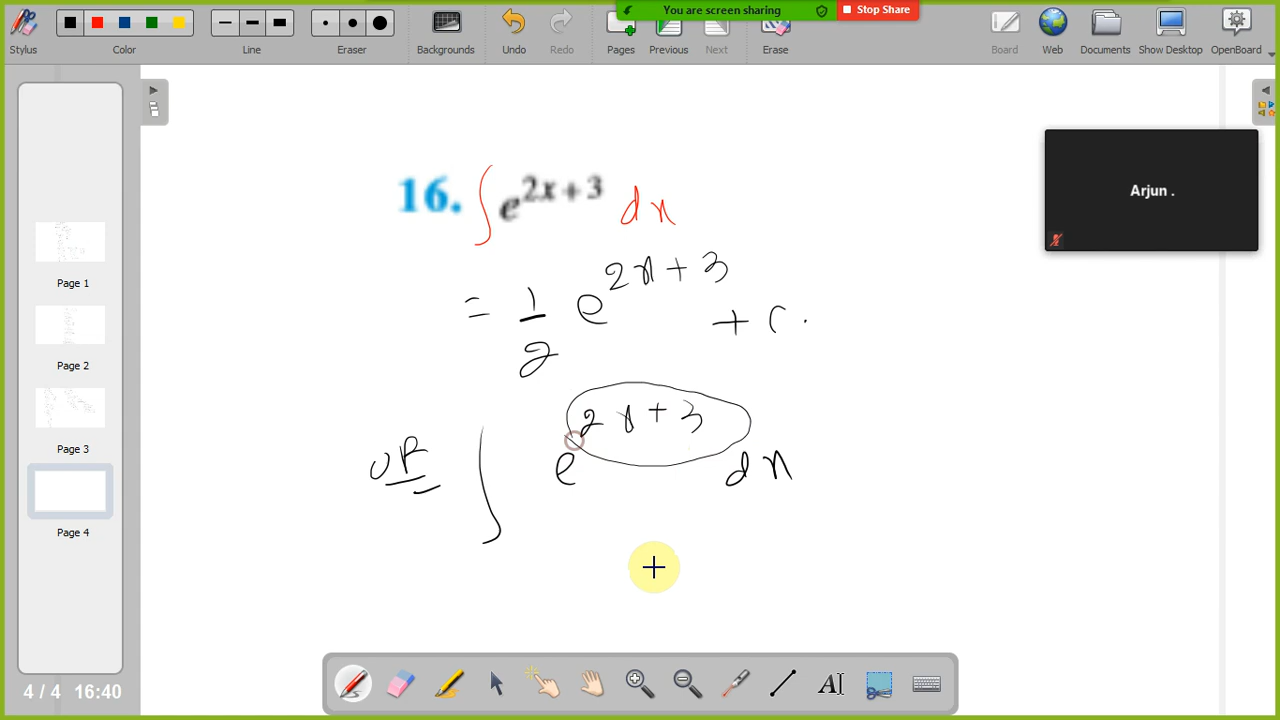 You are screen sharing
Stop Share
Stylus
Color
Line
Eraser
Backgrounds
Undo
Redo
Pages
Previous
Next
Erase
Board
Web
Documents
Show Desktop
OpenBoard
16. ∫ e^{2x+3} dx
= 1/2 e^{2x+3} + C.
OR ∫ e^{2x+3} dx
Arjun .
Page 1
Page 2
Page 3
Page 4
4 / 4 16:40